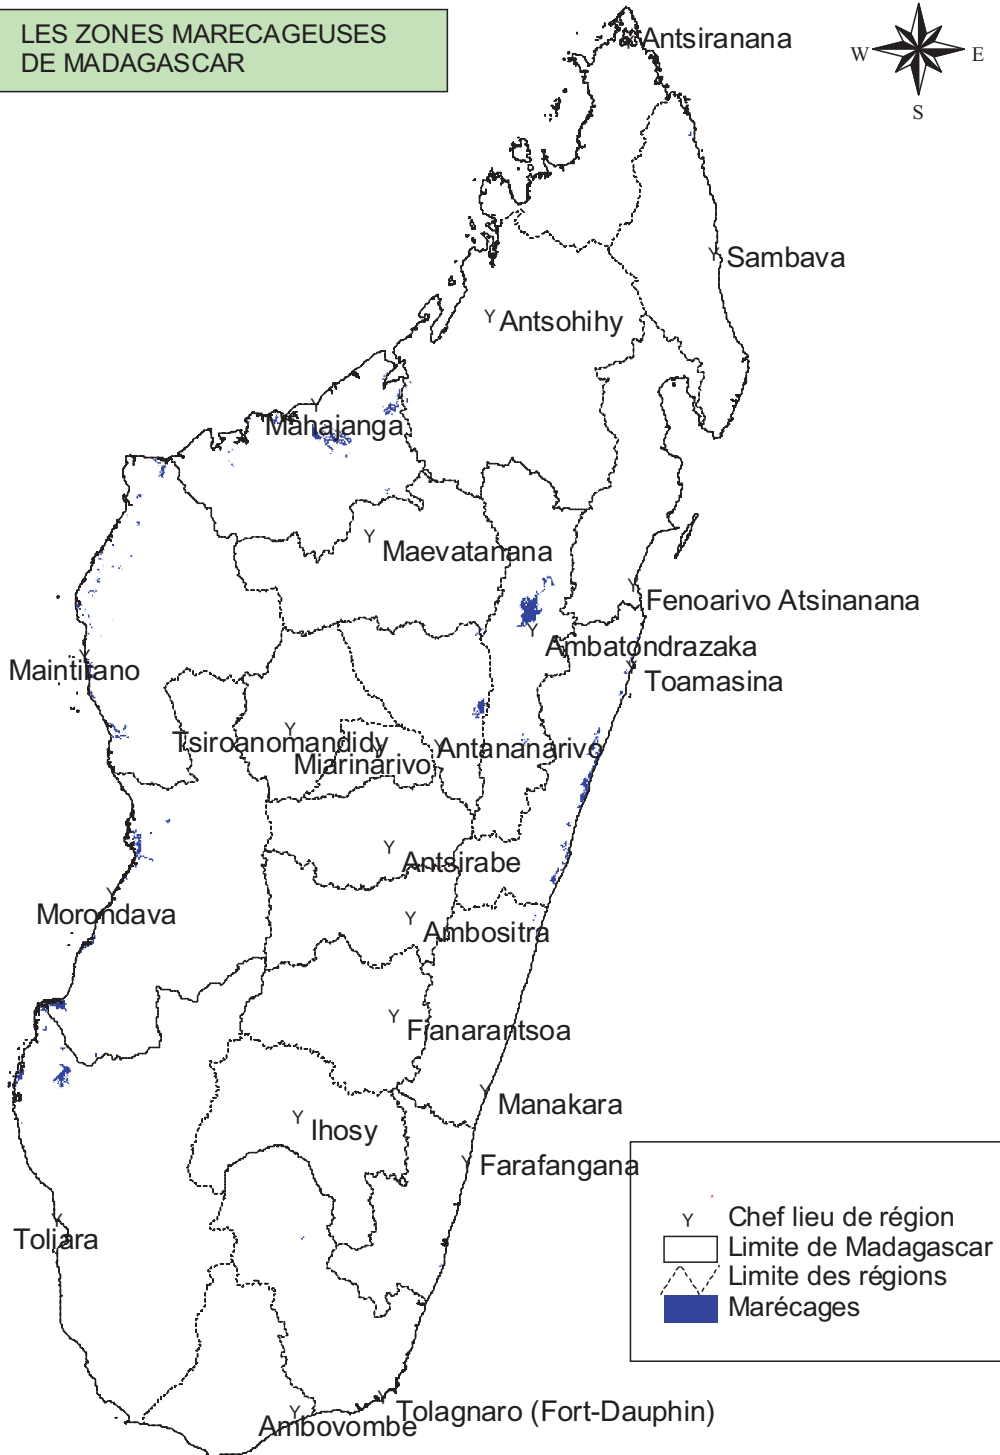 LES ZONES MARECAGEUSES
DE MADAGASCAR
Antsiranana
W
E
S
Sambava
Y Antsohihy
Mahajanga
Y
Maevatanana
Fenoarivo Atsinanana
Ambatondrazaka
Maintirano
Toamasina
Y
Tsiroanomandidy
Antananarivo
Miarinarivo
Y
Antsirabe
Morondava
Y
Ambositra
Y
Fianarantsoa
Y
Manakara
Y
Ihosy
Farafangana
Toliara
Y Chef lieu de région
Limite de Madagascar
Limite des régions
Marécages
Tolagnaro (Fort-Dauphin)
Ambovombe